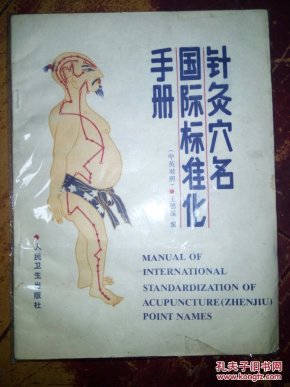 针灸穴名
国际标准化
手册
(中英对照)
王德深 编
MANUAL OF
INTERNATIONAL
STANDARDIZATION OF
ACUPUNCTURE(ZHENJIU)
POINT NAMES
人民卫生出版社
孔夫子旧书网